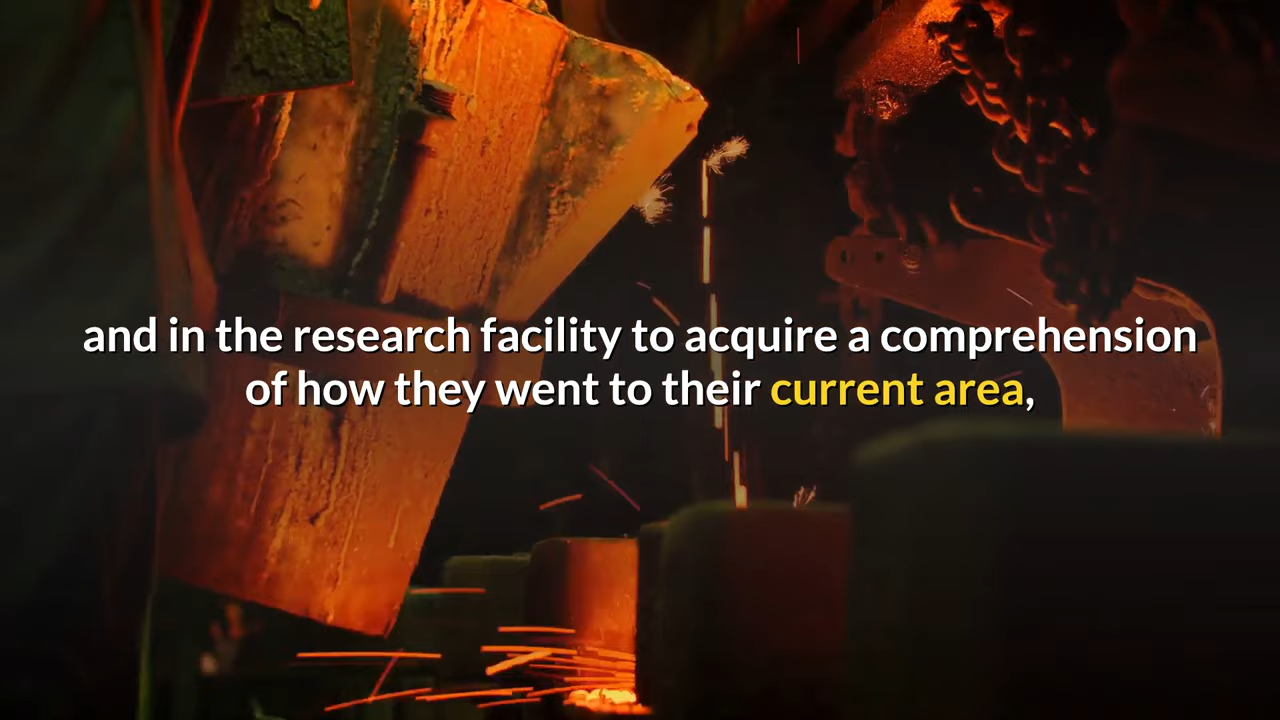 and in the research facility to acquire a comprehension
of how they went to their current area,